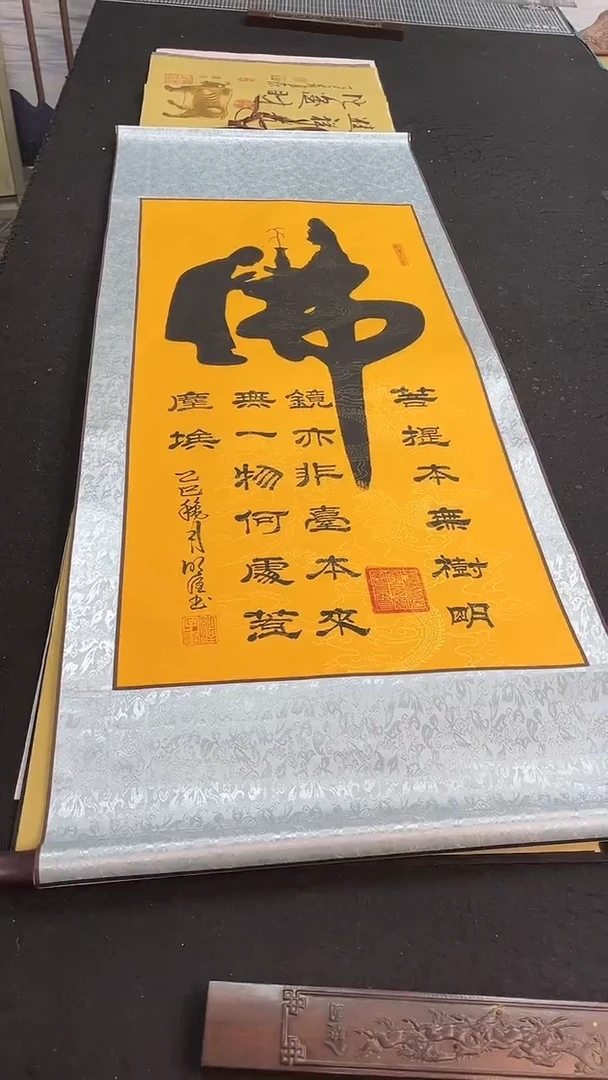 佛
菩提本無樹明
鏡亦非臺本來
無一物何處惹
塵埃
乙巳